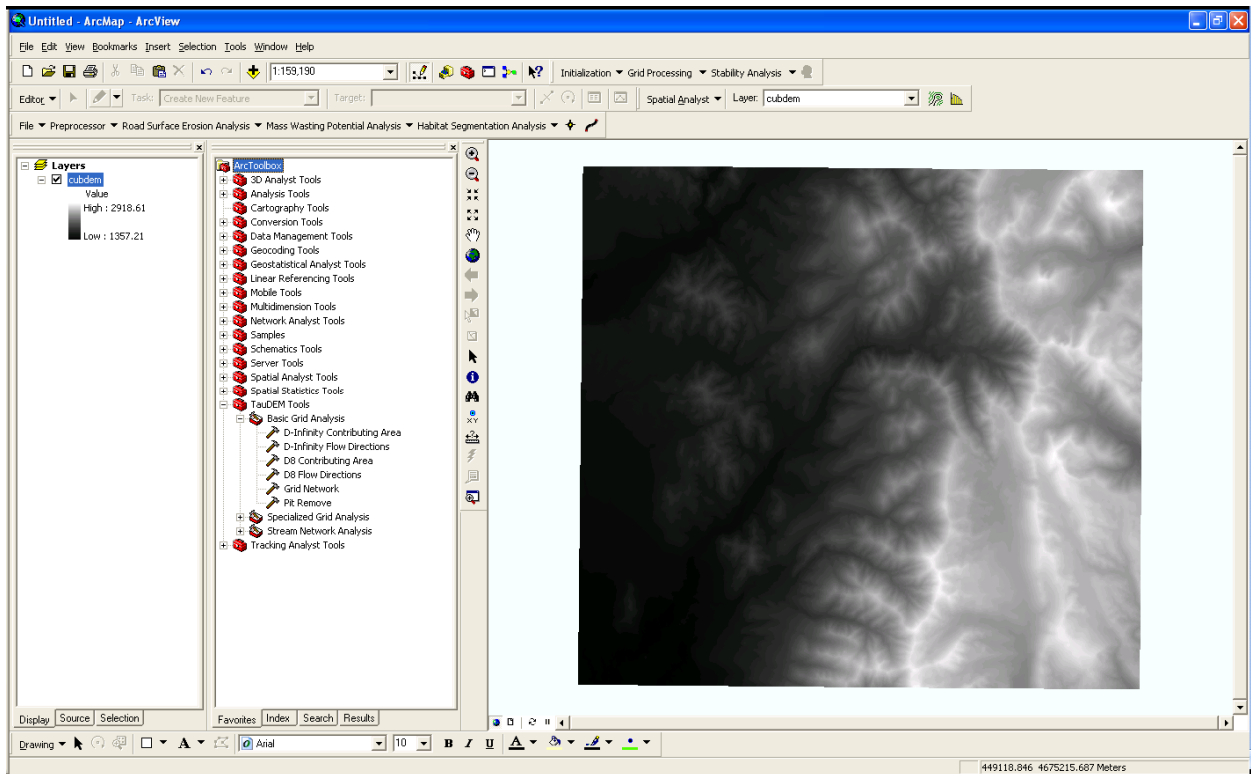 Untitled - ArcMap - ArcView
File Edit View Bookmarks Insert Selection Tools Window Help
1:159,190 Initialization Grid Processing Stability Analysis
Editor Task: Create New Feature Target: Spatial Analyst Layer: cubdem
File Preprocessor Road Surface Erosion Analysis Mass Wasting Potential Analysis Habitat Segmentation Analysis
Layers
cubdem
Value
High : 2918.61
Low : 1357.21
Display Source Selection
ArcToolbox
3D Analyst Tools
Analysis Tools
Cartography Tools
Conversion Tools
Data Management Tools
Geocoding Tools
Geostatistical Analyst Tools
Linear Referencing Tools
Mobile Tools
Multidimension Tools
Network Analyst Tools
Samples
Schematics Tools
Server Tools
Spatial Analyst Tools
Spatial Statistics Tools
TauDEM Tools
Basic Grid Analysis
D-Infinity Contributing Area
D-Infinity Flow Directions
D8 Contributing Area
D8 Flow Directions
Grid Network
Pit Remove
Specialized Grid Analysis
Stream Network Analysis
Tracking Analyst Tools
Favorites Index Search Results
XY
Drawing A Arial 10 B I U A
449118.846 4675215.687 Meters